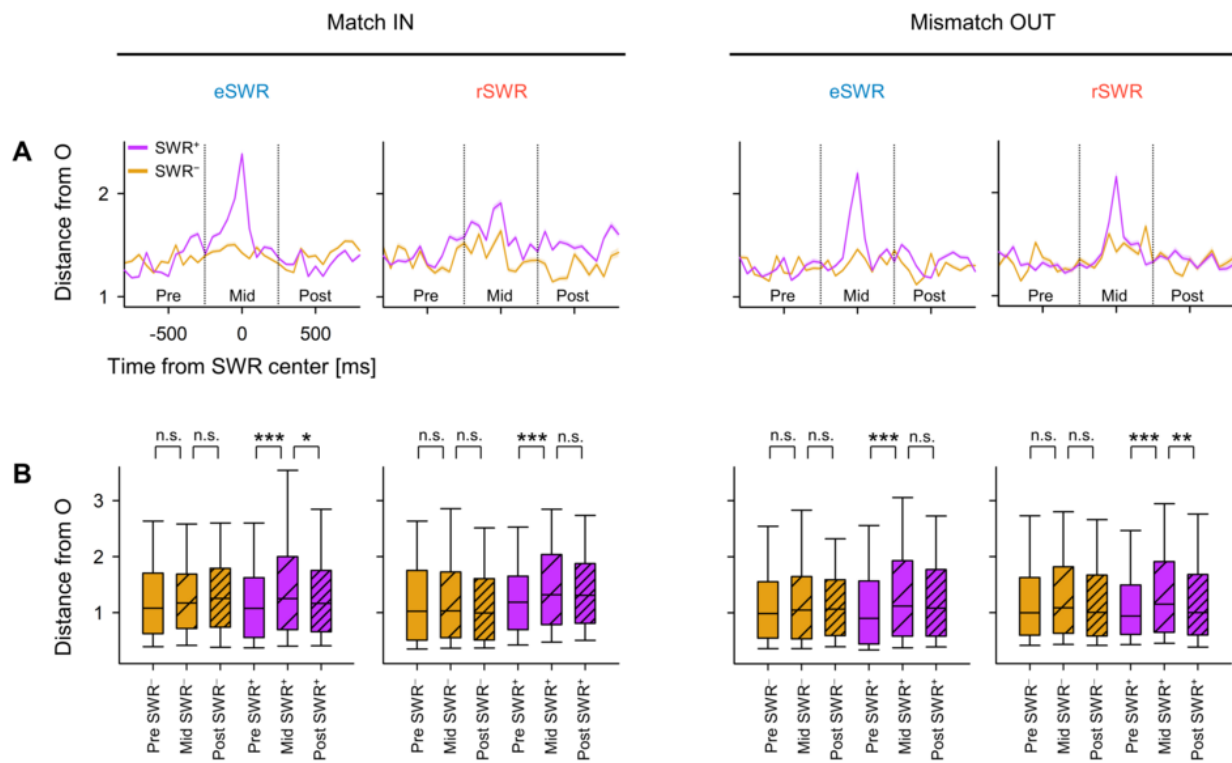 Match IN
Mismatch OUT
eSWR
rSWR
eSWR
rSWR
A
Distance from O
2
1
SWR⁺
SWR⁻
Pre
Mid
Post
Pre
Mid
Post
Pre
Mid
Post
Pre
Mid
Post
-500
0
500
Time from SWR center [ms]
n.s.
n.s.
***
*
n.s.
n.s.
***
n.s.
n.s.
n.s.
***
n.s.
n.s.
n.s.
***
**
B
Distance from O
3
2
1
Pre SWR⁻
Mid SWR⁻
Post SWR⁻
Pre SWR⁺
Mid SWR⁺
Post SWR⁺
Pre SWR⁻
Mid SWR⁻
Post SWR⁻
Pre SWR⁺
Mid SWR⁺
Post SWR⁺
Pre SWR⁻
Mid SWR⁻
Post SWR⁻
Pre SWR⁺
Mid SWR⁺
Post SWR⁺
Pre SWR⁻
Mid SWR⁻
Post SWR⁻
Pre SWR⁺
Mid SWR⁺
Post SWR⁺